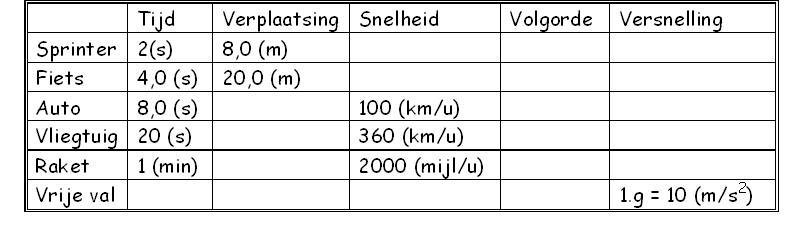 Tijd Verplaatsing Snelheid Volgorde Versnelling
Sprinter 2(s) 8,0 (m)
Fiets 4,0 (s) 20,0 (m)
Auto 8,0 (s) 100 (km/u)
Vliegtuig 20 (s) 360 (km/u)
Raket 1 (min) 2000 (mijl/u)
Vrije val 1.g = 10 (m/s²)